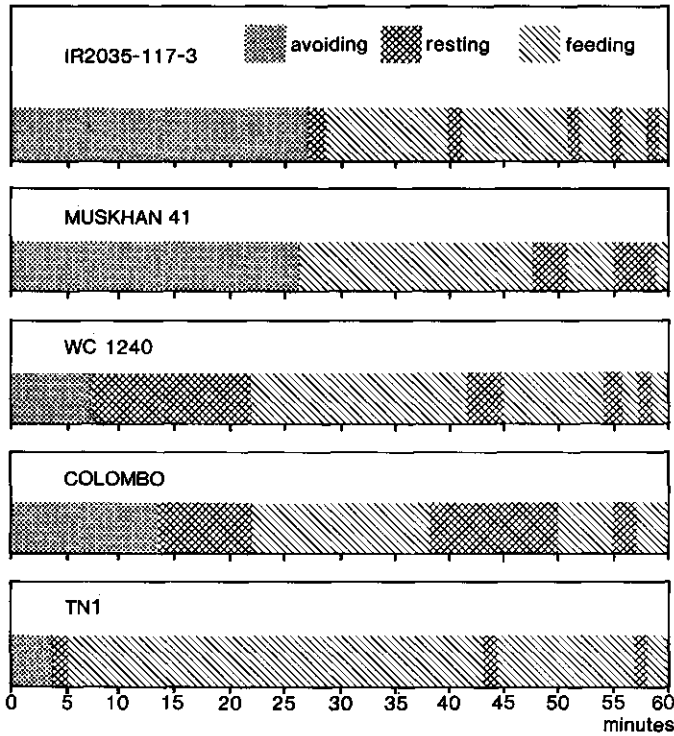 avoiding resting feeding
IR2035-117-3
MUSKHAN 41
WC 1240
COLOMBO
TN1
0 5 10 15 20 25 30 35 40 45 50 55 60
minutes